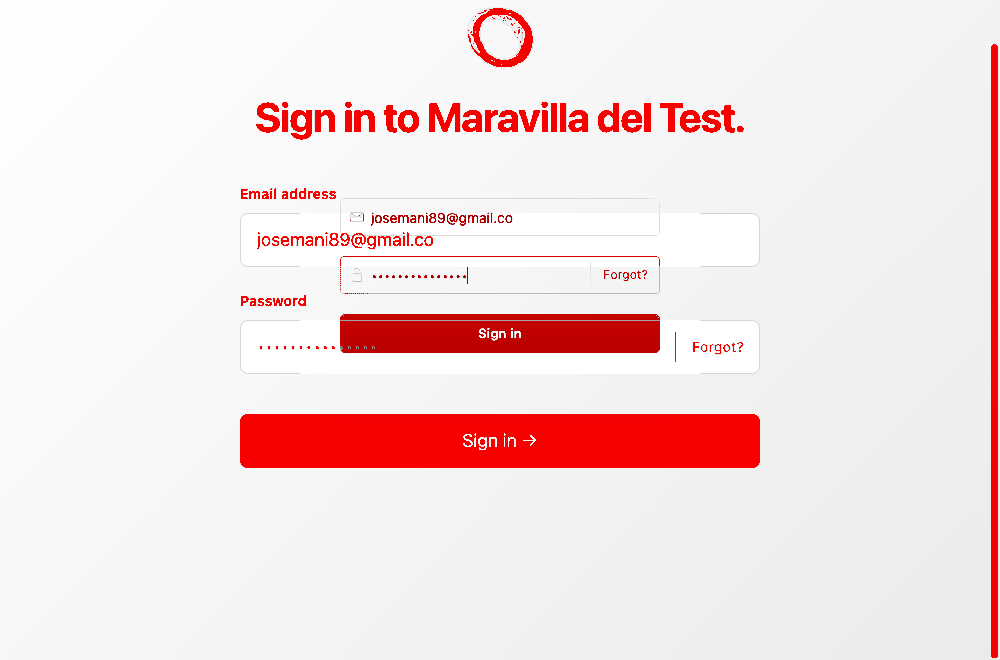 Sign in to Maravilla del Test.
Email address
josemani89@gmail.co
josemani89@gmail.co
Forgot?
Password
Sign in
Forgot?
Sign in →